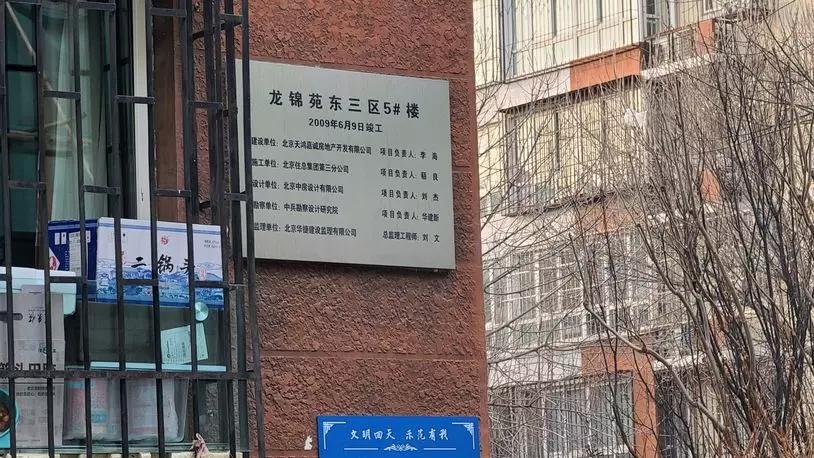 龙锦苑东三区5#楼
2009年6月9日竣工
建设单位：北京天鸿嘉诚房地产开发有限公司 项目负责人：李海
施工单位：北京住总集团第三分公司 项目负责人：杨良
设计单位：北京中房设计有限公司 项目负责人：刘杰
勘察单位：中兵勘察设计研究院 项目负责人：华建新
监理单位：北京华捷建设监理有限公司 总监理工程师：刘文
二锅头
文明回天 示范有我